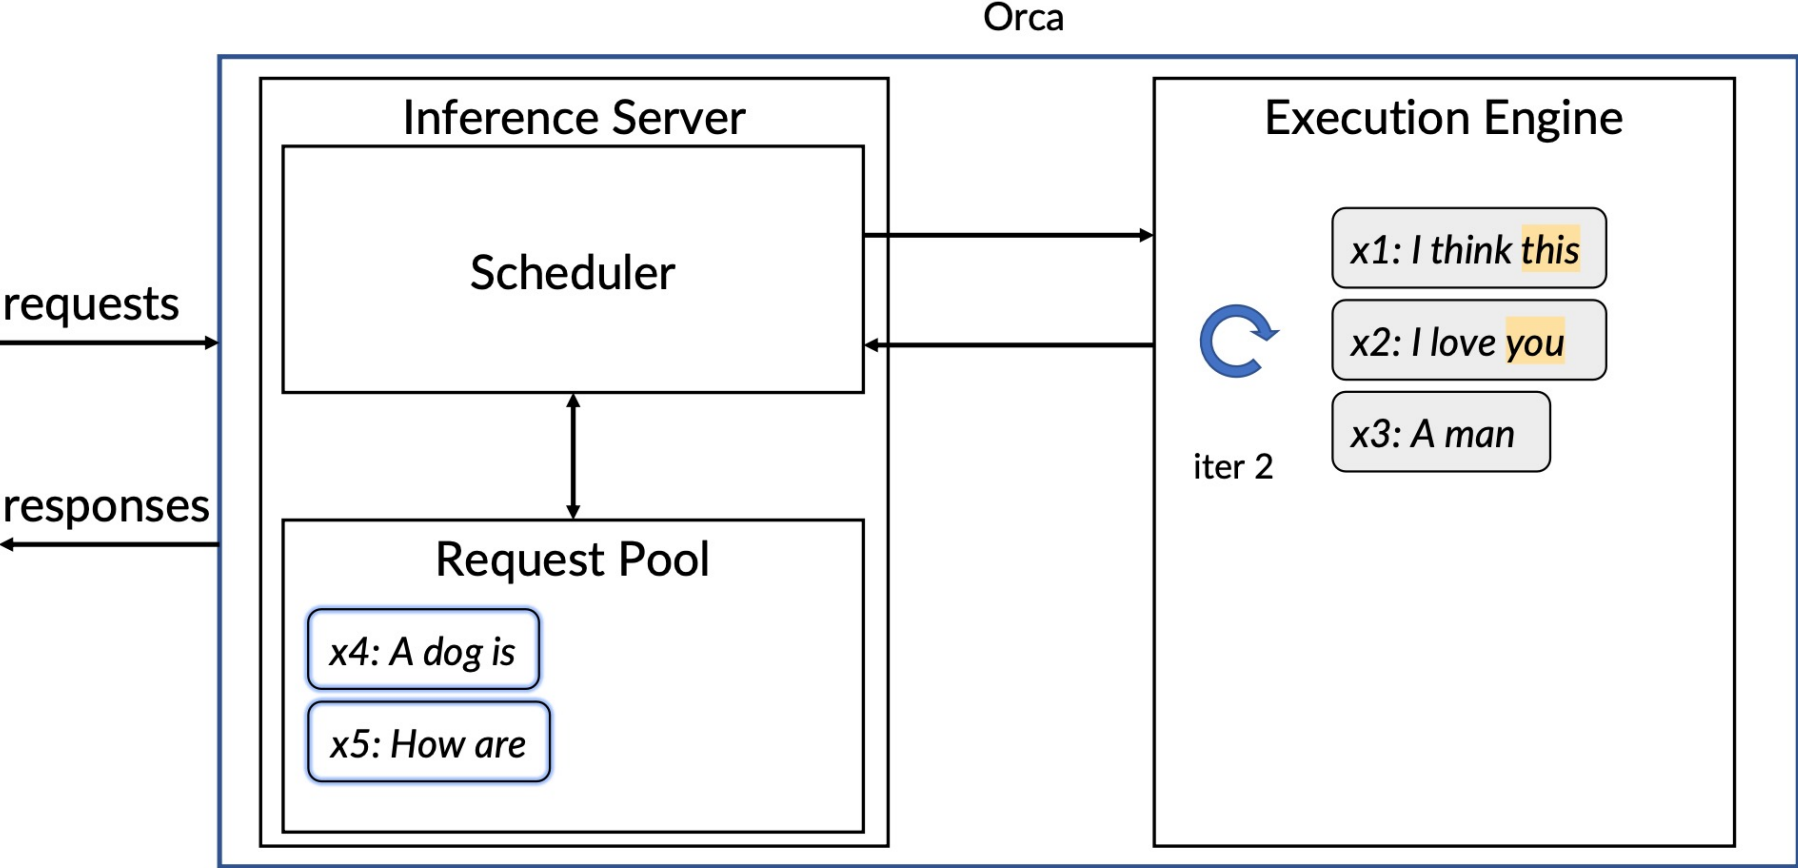 Orca
Inference Server
Execution Engine
Scheduler
requests
responses
Request Pool
x4: A dog is
x5: How are
x1: I think this
x2: I love you
x3: A man
iter 2